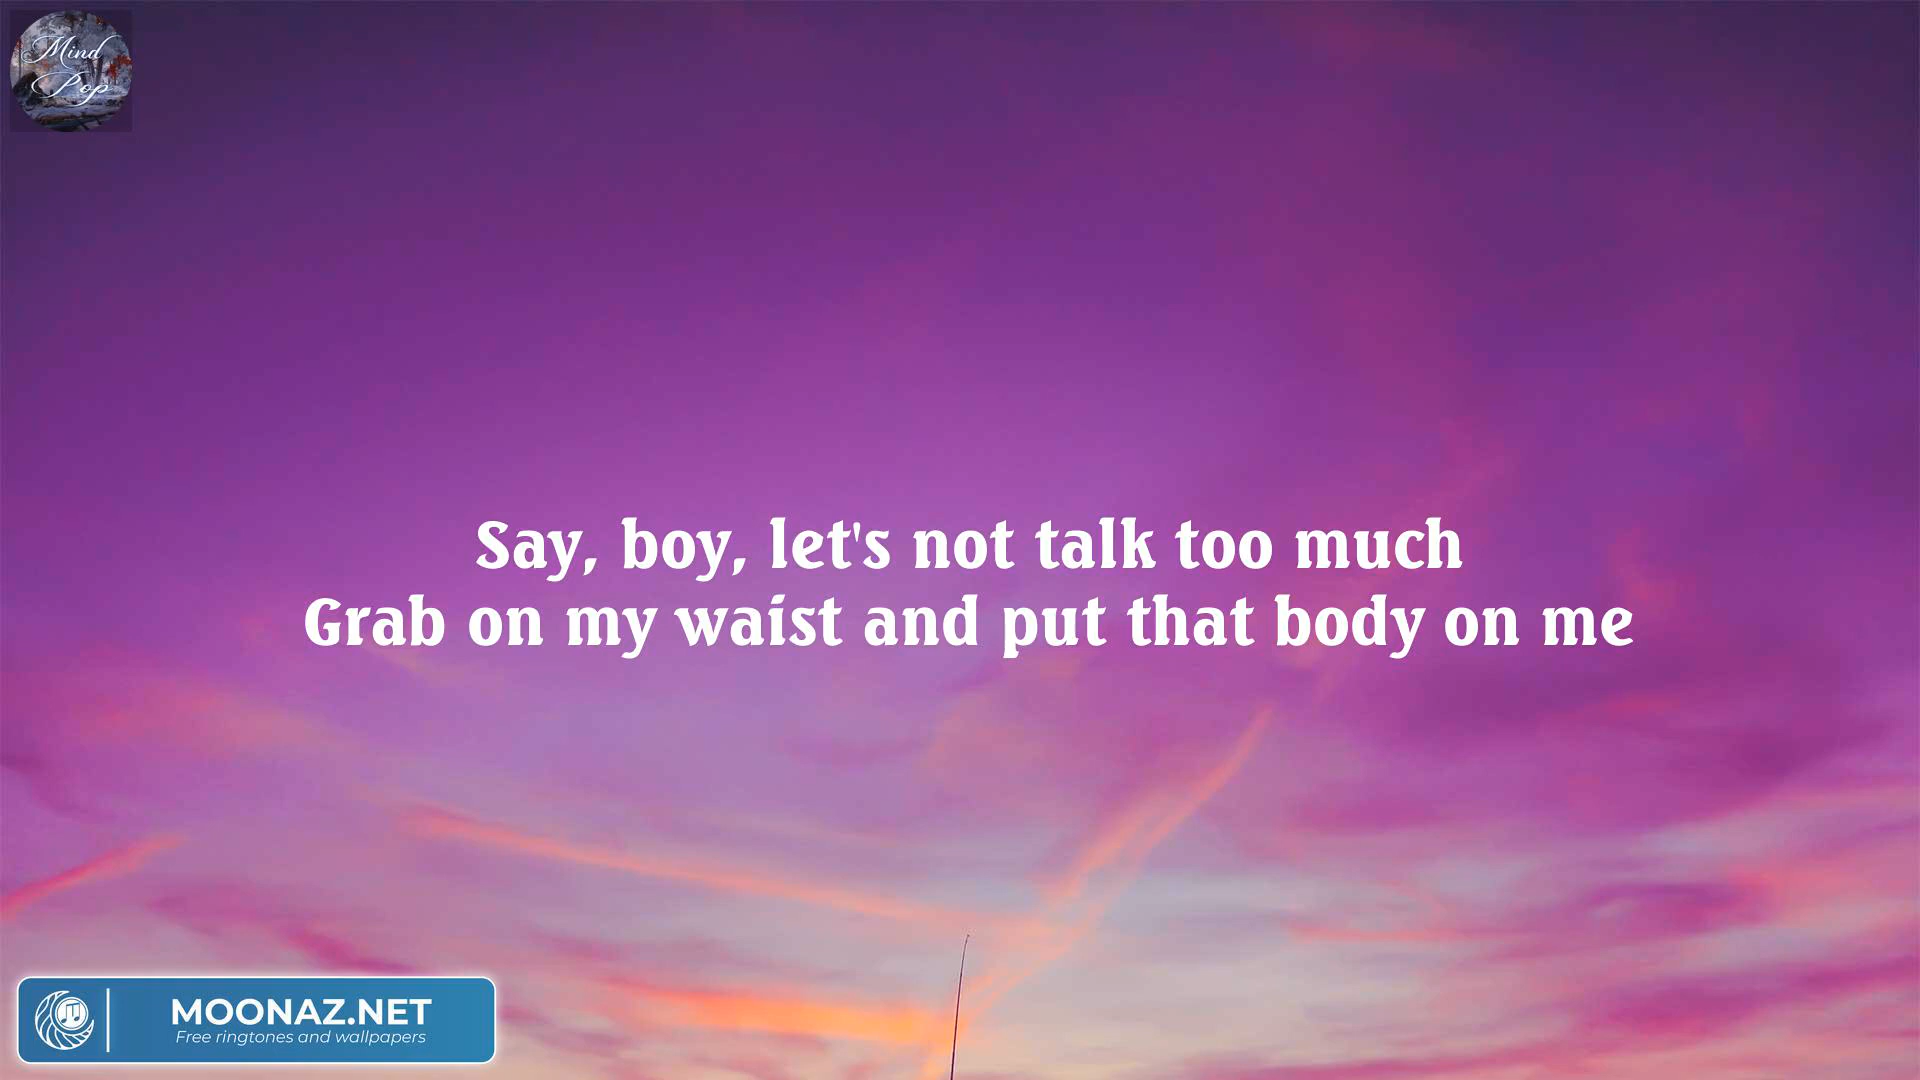 Mind
Pop
Say, boy, let's not talk too much
Grab on my waist and put that body on me
MOONAZ.NET
Free ringtones and wallpapers